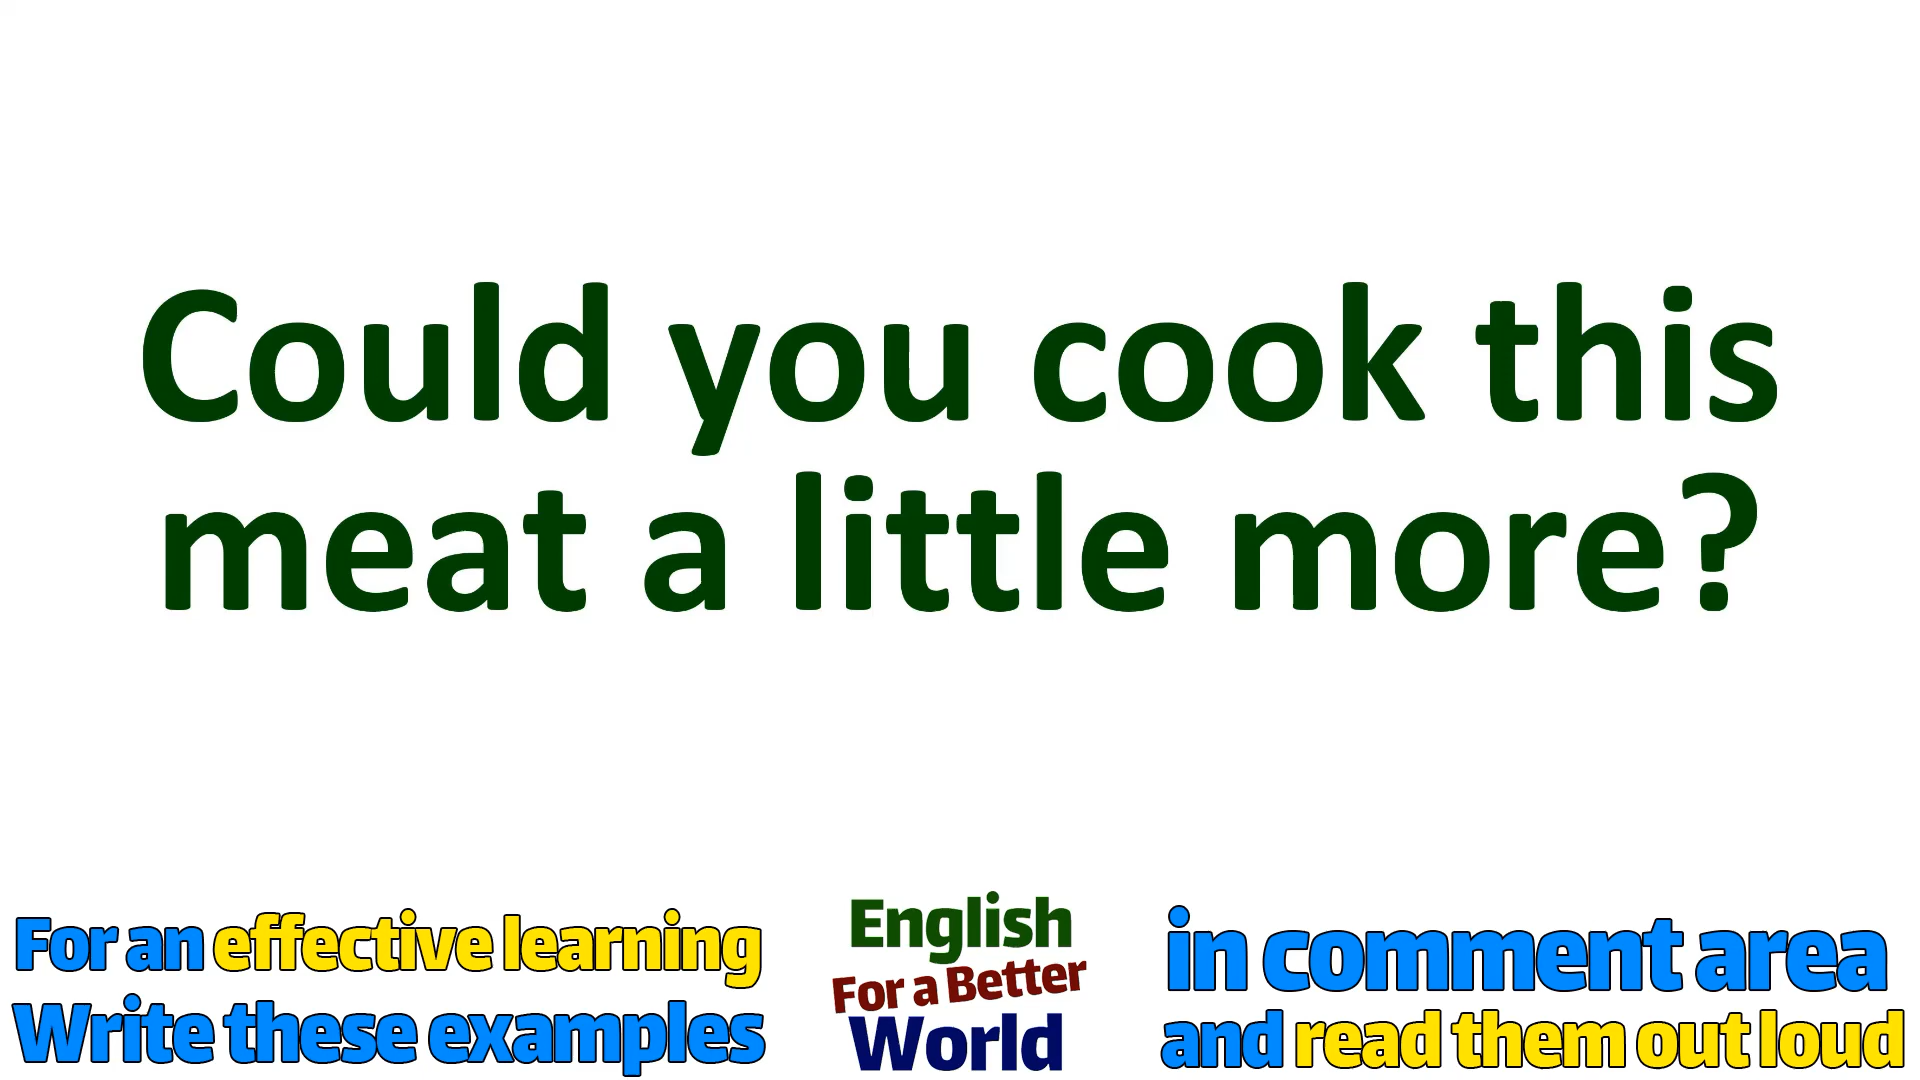 Could you cook this
meat a little more?
For an effective learning
Write these examples
English
For a Better
World
in comment area
and read them out loud